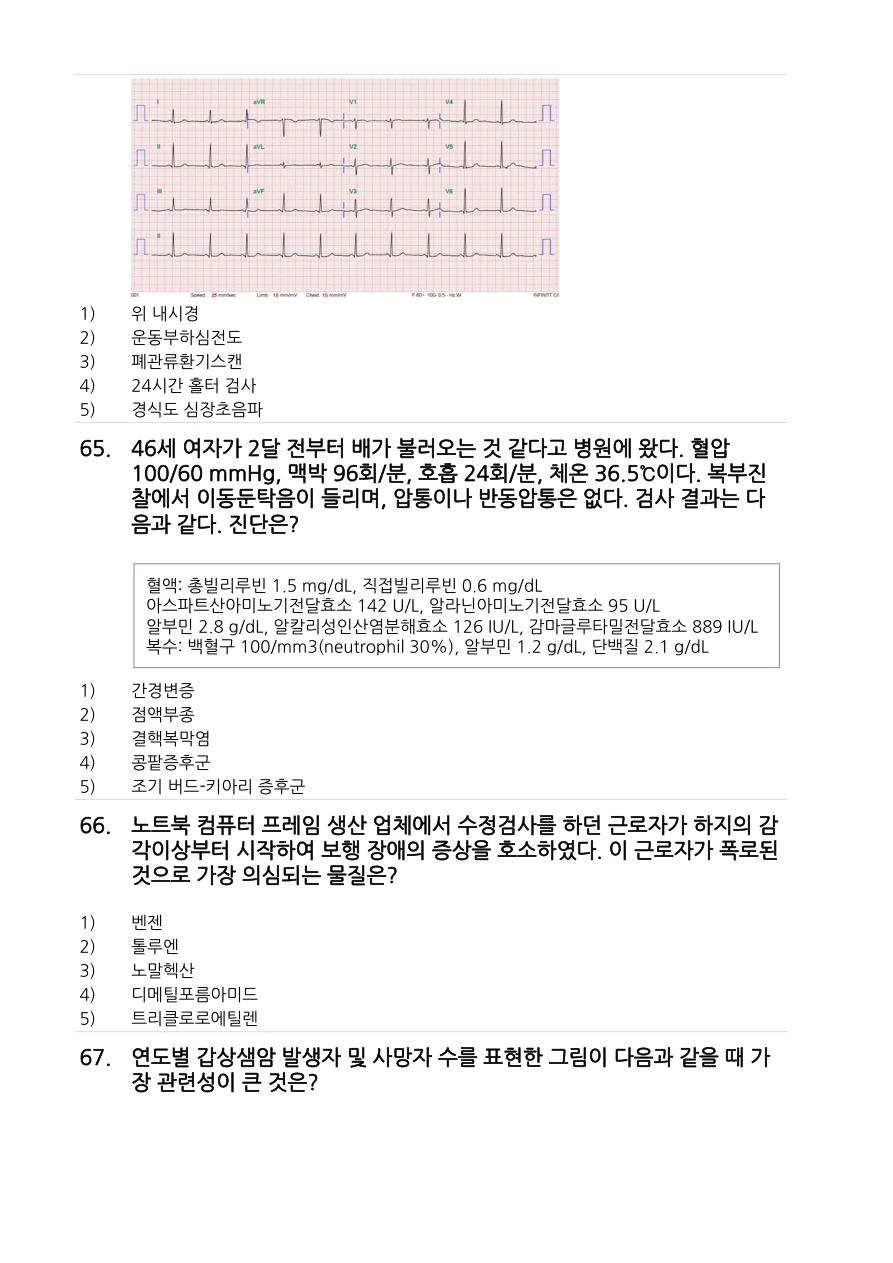 I aVR V1 V4
II aVL V2 V5
III aVF V3 V6
II
001 Speed: 25 mm/sec Limb: 10 mm/mV Chest: 10 mm/mV F 60~ 100- 0.5 - Hz W INFINITT CE
1) 위 내시경
2) 운동부하심전도
3) 폐관류환기스캔
4) 24시간 홀터 검사
5) 경식도 심장초음파
65. 46세 여자가 2달 전부터 배가 불러오는 것 같다고 병원에 왔다. 혈압
100/60 mmHg, 맥박 96회/분, 호흡 24회/분, 체온 36.5℃이다. 복부진
찰에서 이동둔탁음이 들리며, 압통이나 반동압통은 없다. 검사 결과는 다
음과 같다. 진단은?
혈액: 총빌리루빈 1.5 mg/dL, 직접빌리루빈 0.6 mg/dL
아스파트산아미노기전달효소 142 U/L, 알라닌아미노기전달효소 95 U/L
알부민 2.8 g/dL, 알칼리성인산염분해효소 126 IU/L, 감마글루타밀전달효소 889 IU/L
복수: 백혈구 100/mm3(neutrophil 30%), 알부민 1.2 g/dL, 단백질 2.1 g/dL
1) 간경변증
2) 점액부종
3) 결핵복막염
4) 콩팥증후군
5) 조기 버드-키아리 증후군
66. 노트북 컴퓨터 프레임 생산 업체에서 수정검사를 하던 근로자가 하지의 감
각이상부터 시작하여 보행 장애의 증상을 호소하였다. 이 근로자가 폭로된
것으로 가장 의심되는 물질은?
1) 벤젠
2) 톨루엔
3) 노말헥산
4) 디메틸포름아미드
5) 트리클로로에틸렌
67. 연도별 갑상샘암 발생자 및 사망자 수를 표현한 그림이 다음과 같을 때 가
장 관련성이 큰 것은?